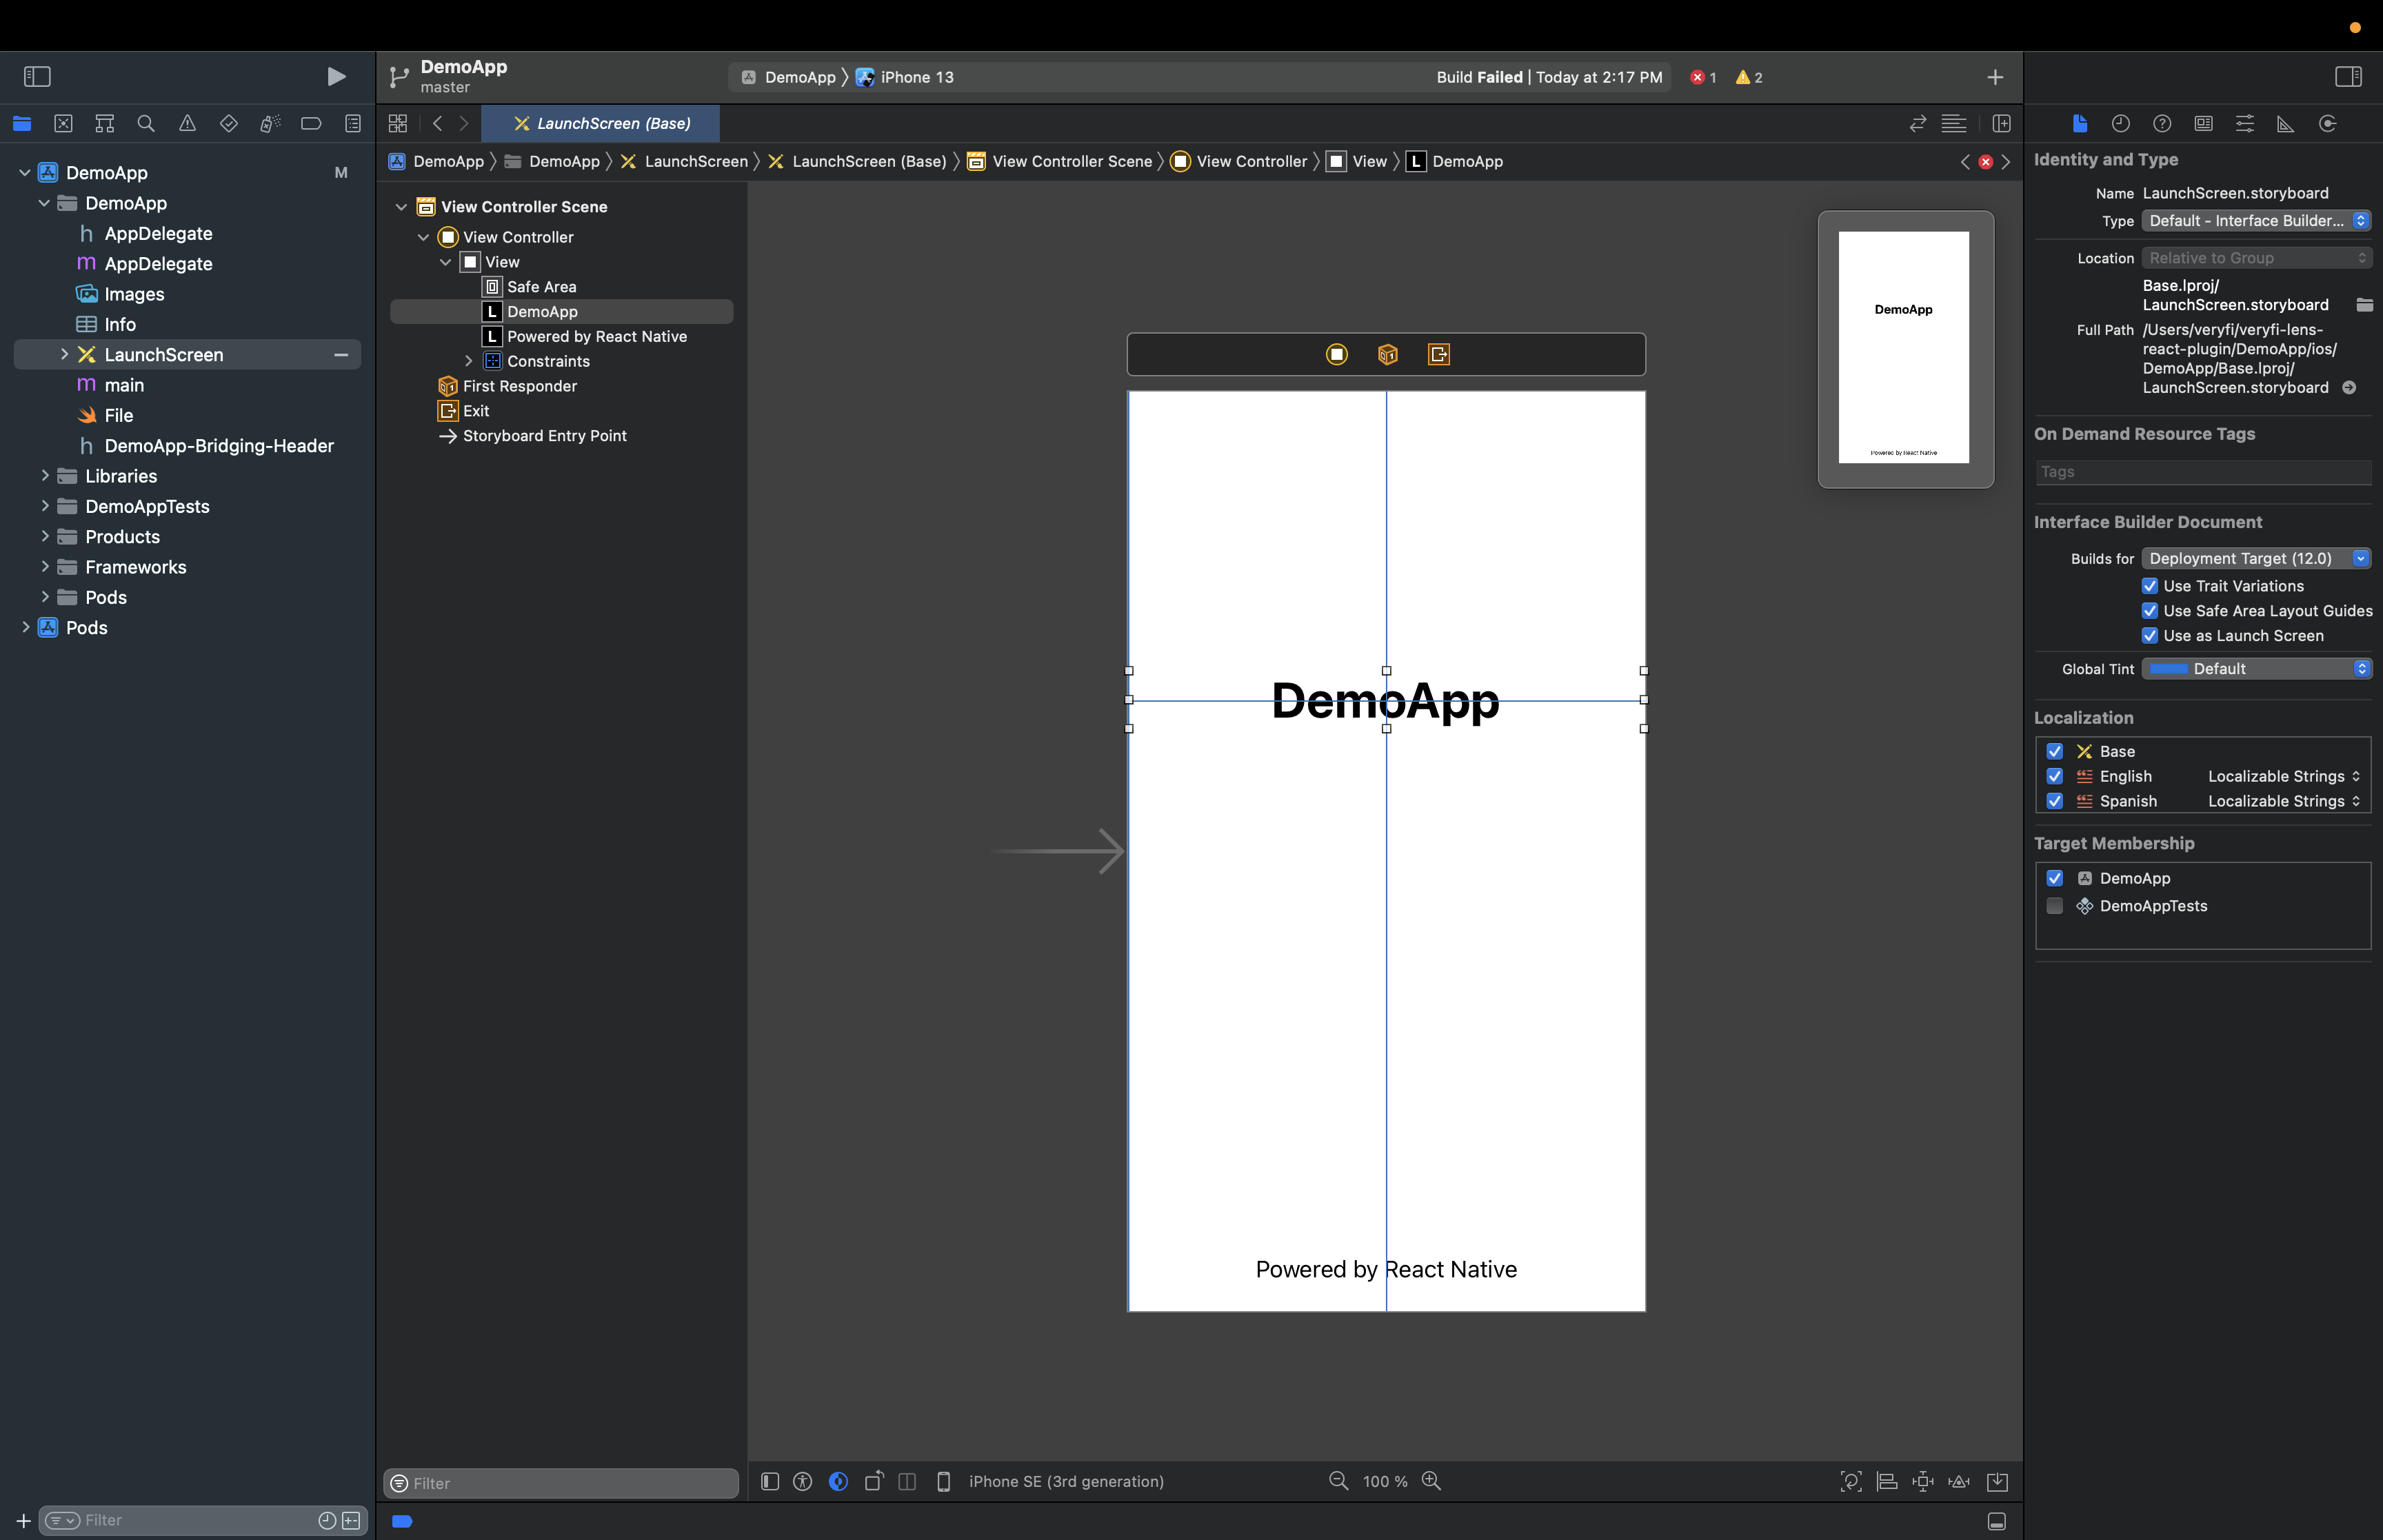 DemoApp
master
DemoApp
iPhone 13
Build Failed | Today at 2:17 PM
1
2
LaunchScreen (Base)
DemoApp
DemoApp
LaunchScreen
LaunchScreen (Base)
View Controller Scene
View Controller
View
L
DemoApp
DemoApp
M
DemoApp
h AppDelegate
m AppDelegate
Images
Info
LaunchScreen
m main
File
h DemoApp-Bridging-Header
Libraries
DemoAppTests
Products
Frameworks
Pods
Pods
Filter
View Controller Scene
View Controller
View
Safe Area
L DemoApp
L Powered by React Native
Constraints
First Responder
Exit
Storyboard Entry Point
Filter
DemoApp
Powered by React Native
DemoApp
Powered by React Native
iPhone SE (3rd generation)
100 %
Identity and Type
Name LaunchScreen.storyboard
Type Default - Interface Builder...
Location Relative to Group
Base.lproj/
LaunchScreen.storyboard
Full Path /Users/veryfi/veryfi-lens-
react-plugin/DemoApp/ios/
DemoApp/Base.lproj/
LaunchScreen.storyboard
On Demand Resource Tags
Tags
Interface Builder Document
Builds for Deployment Target (12.0)
Use Trait Variations
Use Safe Area Layout Guides
Use as Launch Screen
Global Tint Default
Localization
Base
English Localizable Strings
Spanish Localizable Strings
Target Membership
DemoApp
DemoAppTests